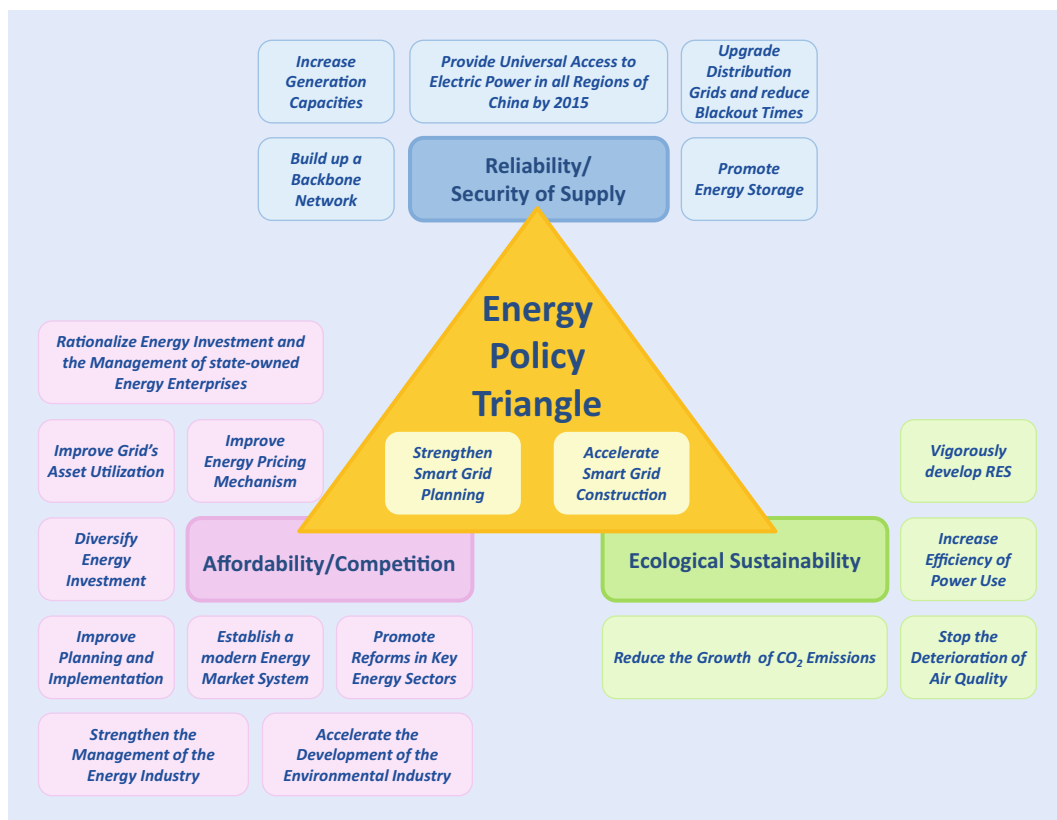 Increase
Generation
Capacities
Provide Universal Access to
Electric Power in all Regions of
China by 2015
Upgrade
Distribution
Grids and reduce
Blackout Times
Build up a
Backbone
Network
Reliability/
Security of Supply
Promote
Energy Storage
Energy
Policy
Triangle
Strengthen
Smart Grid
Planning
Accelerate
Smart Grid
Construction
Rationalize Energy Investment and
the Management of state-owned
Energy Enterprises
Improve Grid's
Asset Utilization
Improve
Energy Pricing
Mechanism
Diversify
Energy
Investment
Affordability/Competition
Improve
Planning and
Implementation
Establish a
modern Energy
Market System
Promote
Reforms in Key
Energy Sectors
Strengthen the
Management of the
Energy Industry
Accelerate the
Development of the
Environmental Industry
Vigorously
develop RES
Ecological Sustainability
Increase
Efficiency of
Power Use
Reduce the Growth of CO₂ Emissions
Stop the
Deterioration of
Air Quality